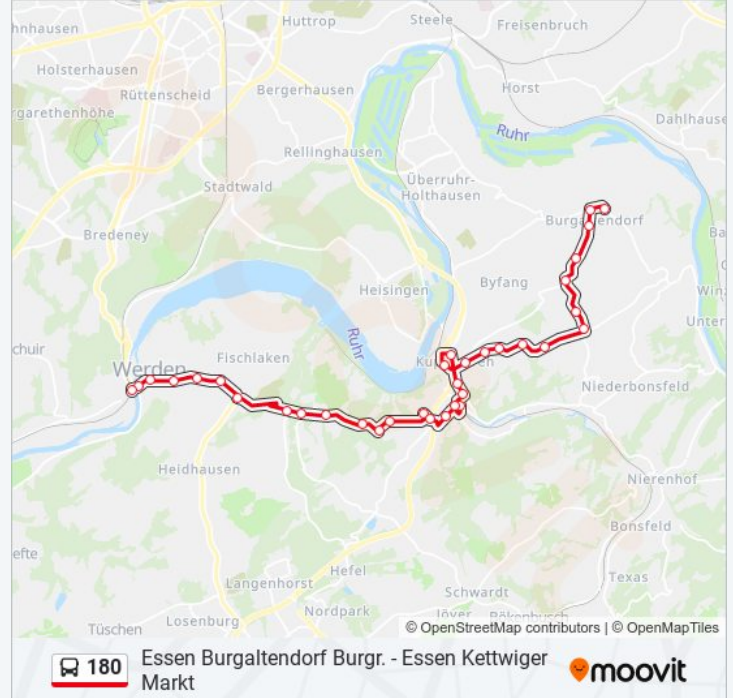 hnhausen
Huttrop
Steele
Freisenbruch
Holsterhausen
Rüttenscheid
Bergerhausen
Horst
rgarethenhöhe
Dahlhause
Ruhr
Rellinghausen
Stadtwald
Überruhr-
Holthausen
Bredeney
Burgaltendorf
Ba
Heisingen
Byfang
Winz
Unter
Ruhr
chuir
Werden
Fischlaken
Niederbonsfeld
Heidhausen
Nierenhof
Bonsfeld
efte
Hefel
Langenhorst
Texas
Schwardt
Nordpark
Losenburg
Tüschen
© OpenStreetMap contributors | © OpenMapTiles
180
Essen Burgaltendorf Burgr. - Essen Kettwiger
Markt
moovit